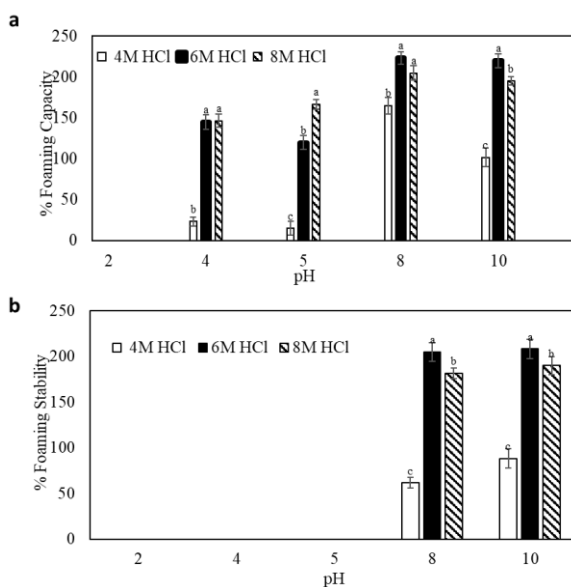 a
250
4M HCl 6M HCl 8M HCl
a
a
a
b
c
200
a
b
150
a
a
b
100
50
b
c
0
% Foaming Capacity
2 4 5 8 10
pH
b
250
4M HCl 6M HCl 8M HCl
a
a
200
b
b
150
100
c
c
50
0
% Foaming Stability
2 4 5 8 10
pH